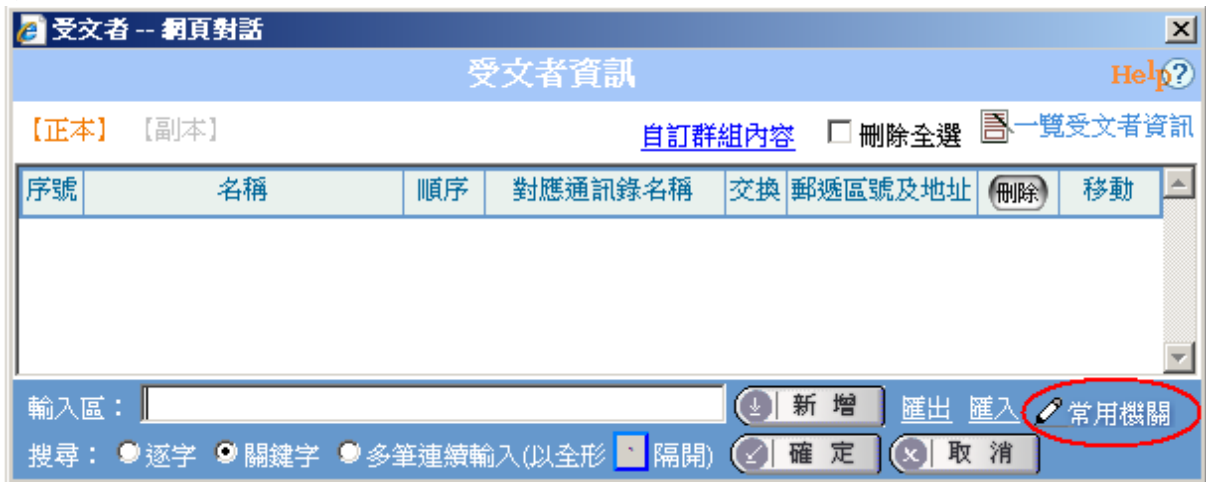 受文者 -- 網頁對話
受文者資訊 Help?
【正本】 【副本】 自訂群組內容 刪除全選 一覽受文者資訊
序號 名稱 順序 對應通訊錄名稱 交換 郵遞區號及地址 刪除 移動
輸入區： 新增 匯出 匯入 常用機關
搜尋： 逐字 關鍵字 多筆連續輸入(以全形 、 隔開) 確定 取消